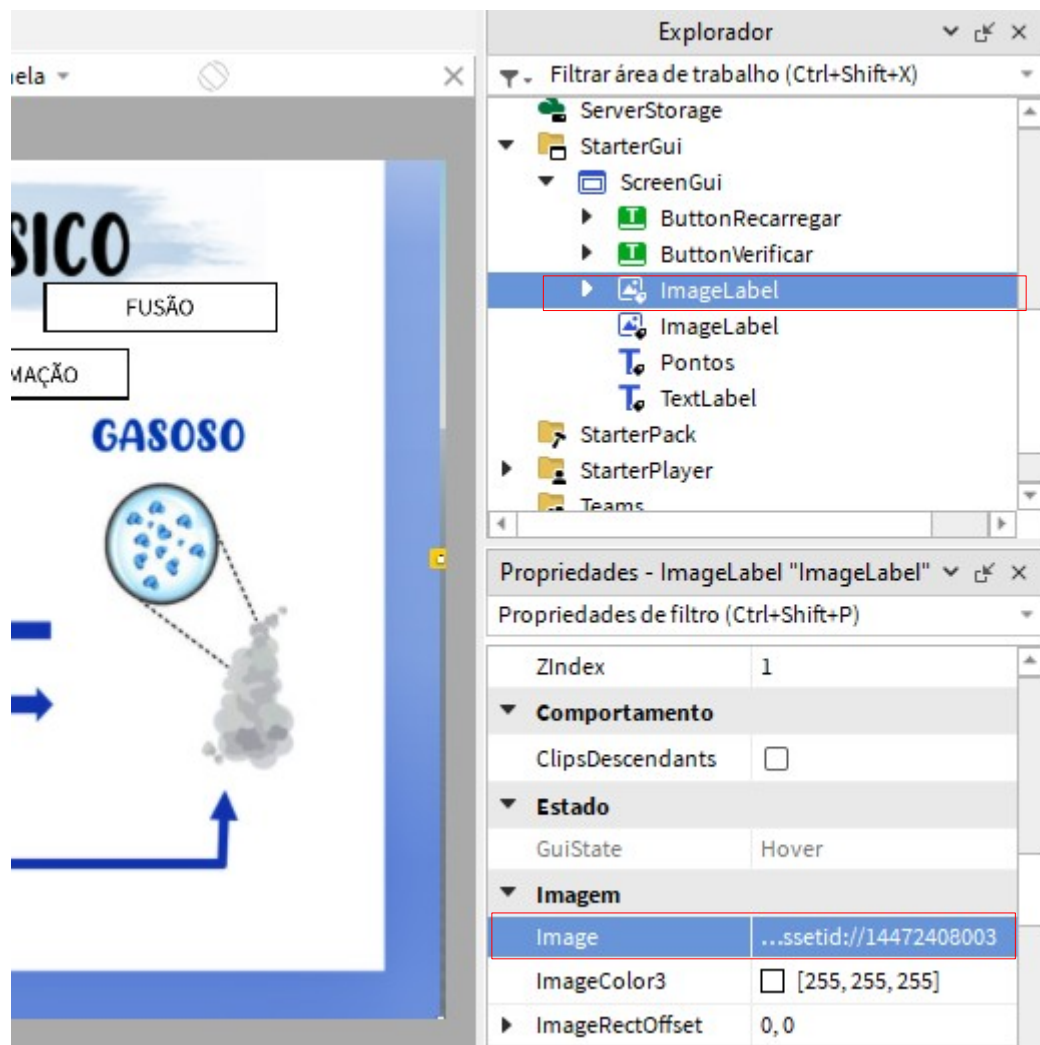 Explorador
Filtrar área de trabalho (Ctrl+Shift+X)
ServerStorage
StarterGui
ScreenGui
ButtonRecarregar
ButtonVerificar
ImageLabel
ImageLabel
Pontos
TextLabel
StarterPack
StarterPlayer
Teams
nela
SICO
FUSÃO
MAÇÃO
GASOSO
Propriedades - ImageLabel "ImageLabel"
Propriedades de filtro (Ctrl+Shift+P)
ZIndex 1
Comportamento
ClipsDescendants
Estado
GuiState Hover
Imagem
Image ...ssetid://14472408003
ImageColor3 [255, 255, 255]
ImageRectOffset 0, 0